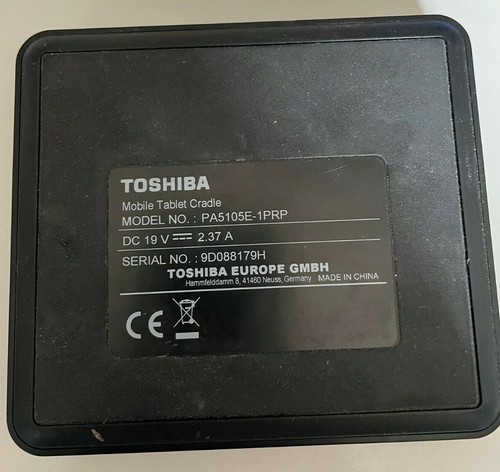 TOSHIBA
Mobile Tablet Cradle
MODEL NO. : PA5105E-1PRP
DC 19 V ⎓ 2.37 A
SERIAL NO. : 9D088179H
TOSHIBA EUROPE GMBH
Hammfelddamm 8, 41460 Neuss, Germany MADE IN CHINA
CE